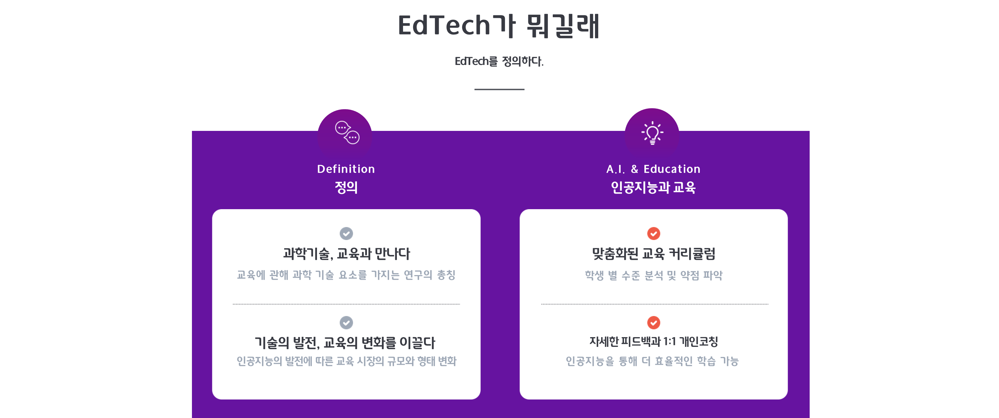 EdTech가 뭐길래
EdTech를 정의하다.
Definition
정의
과학기술, 교육과 만나다
교육에 관해 과학 기술 요소를 가지는 연구의 총칭
기술의 발전, 교육의 변화를 이끌다
인공지능의 발전에 따른 교육 시장의 규모와 형태 변화
A.I. & Education
인공지능과 교육
맞춤화된 교육 커리큘럼
학생 별 수준 분석 및 약점 파악
자세한 피드백과 1:1 개인코칭
인공지능을 통해 더 효율적인 학습 가능